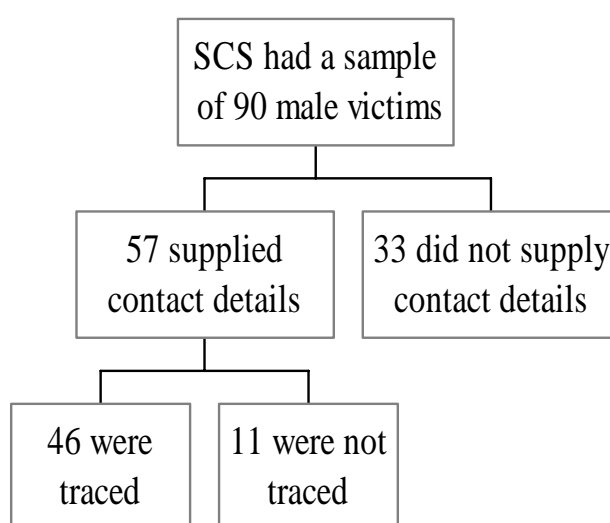 SCS had a sample
of 90 male victims
57 supplied
contact details
33 did not supply
contact details
46 were
traced
11 were not
traced